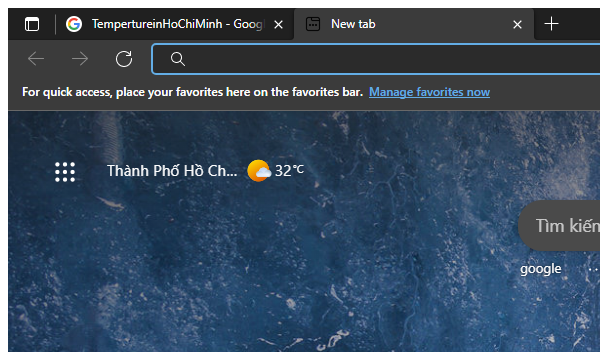 TempertureinHoChiMinh - Goog
New tab
For quick access, place your favorites here on the favorites bar. Manage favorites now
Thành Phố Hồ Ch... 32°C
Tìm kiến
google